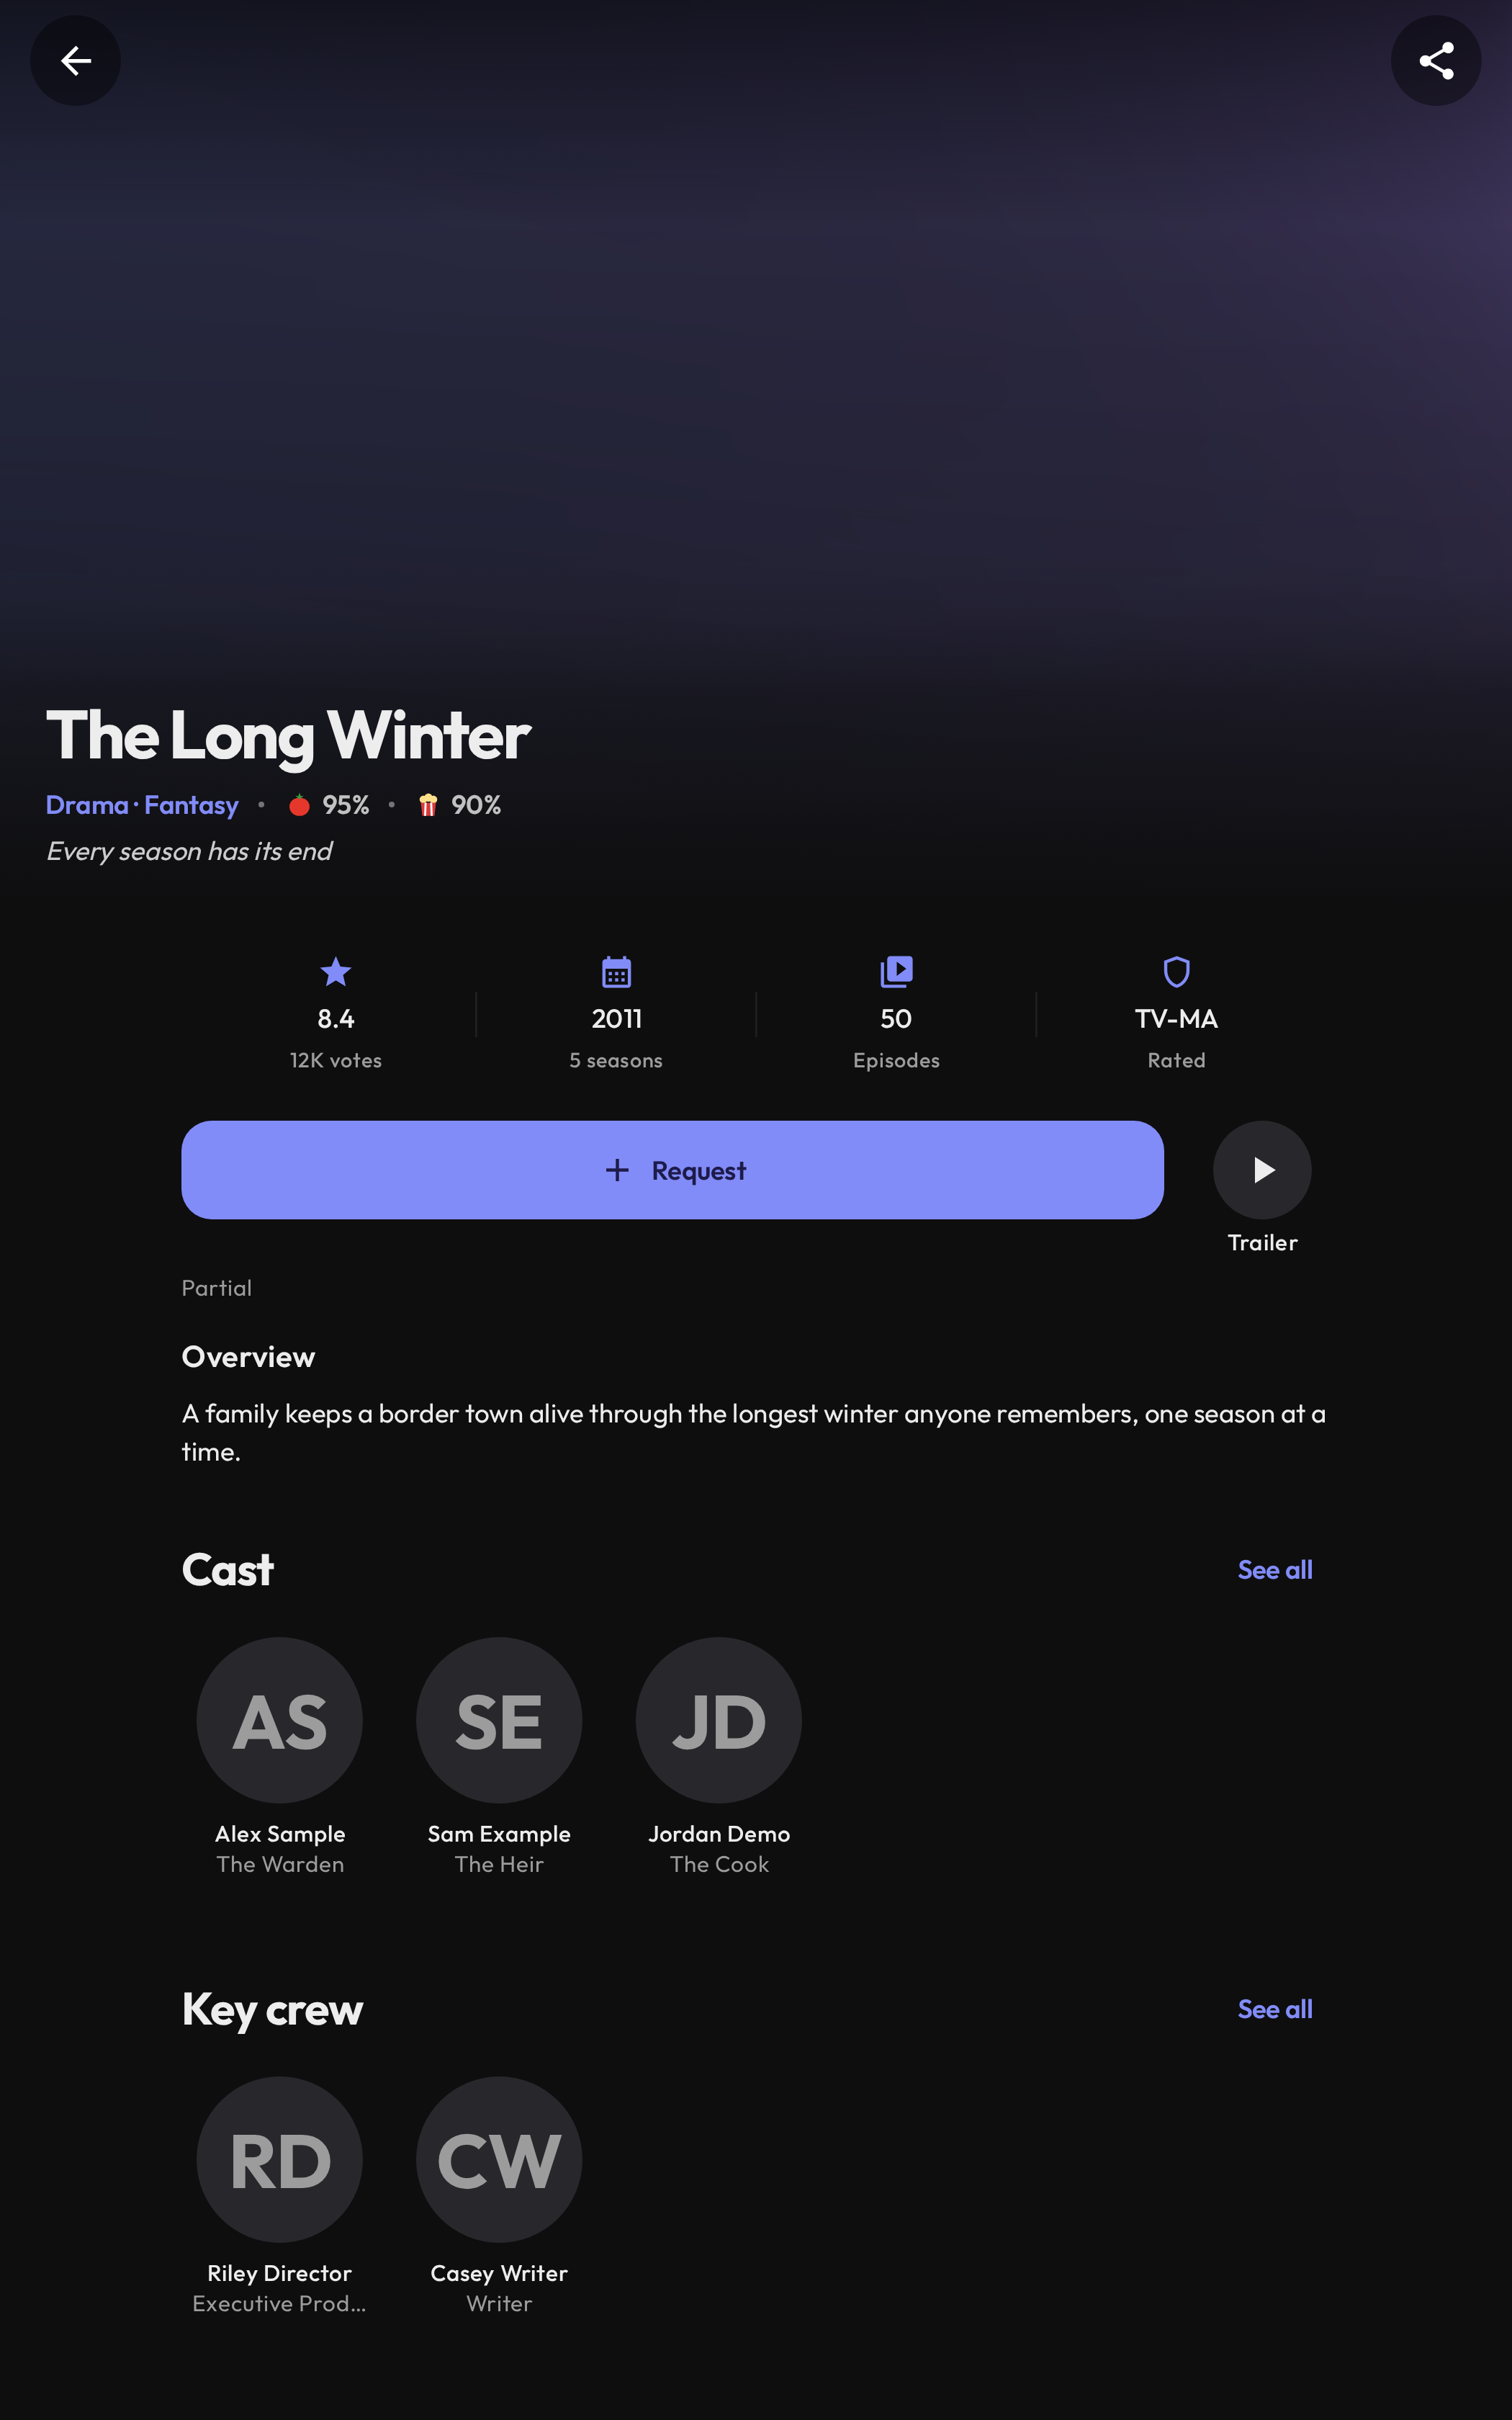 The Long Winter
Drama · Fantasy • 95% • 90%
Every season has its end
8.4 2011 50 TV-MA
12K votes 5 seasons Episodes Rated
Request
Trailer
Partial
Overview
A family keeps a border town alive through the longest winter anyone remembers, one season at a
time.
Cast See all
AS SE JD
Alex Sample Sam Example Jordan Demo
The Warden The Heir The Cook
Key crew See all
RD CW
Riley Director Casey Writer
Executive Prod... Writer